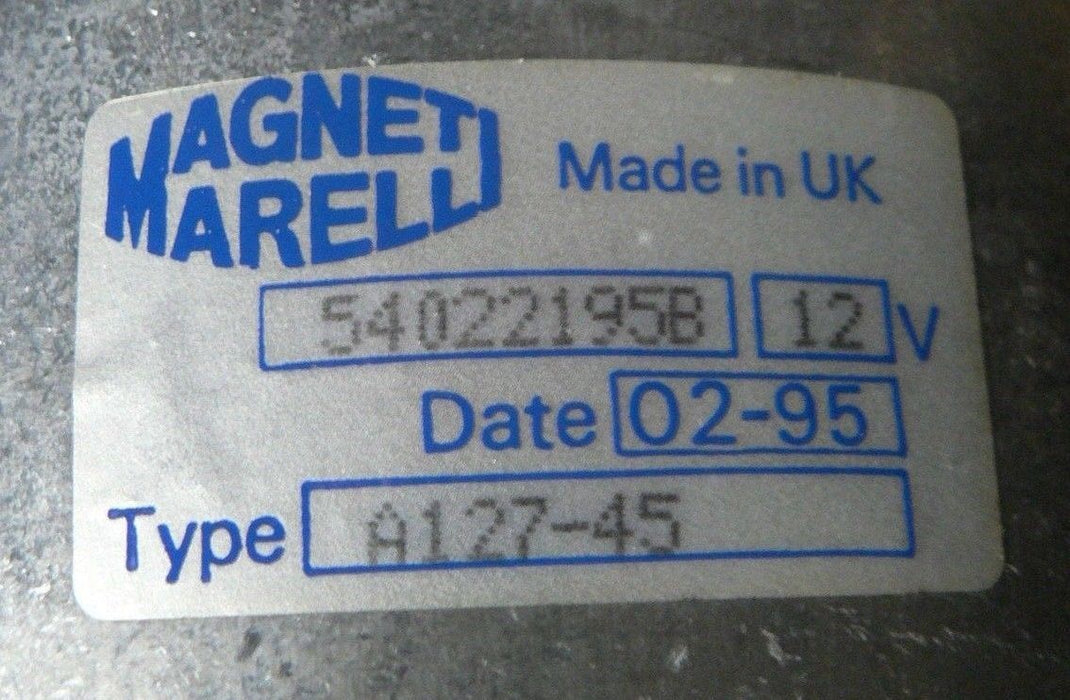 MAGNETI
MARELLI
Made in UK
54022195B 12 V
Date 02-95
Type A127-45